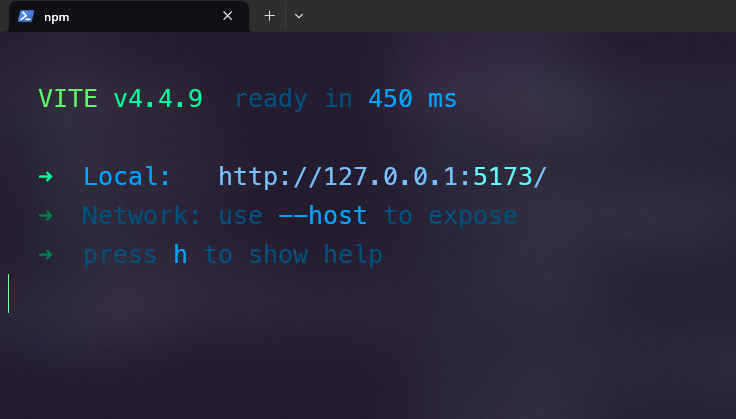 npm
VITE v4.4.9 ready in 450 ms
➜ Local: http://127.0.0.1:5173/
➜ Network: use --host to expose
➜ press h to show help